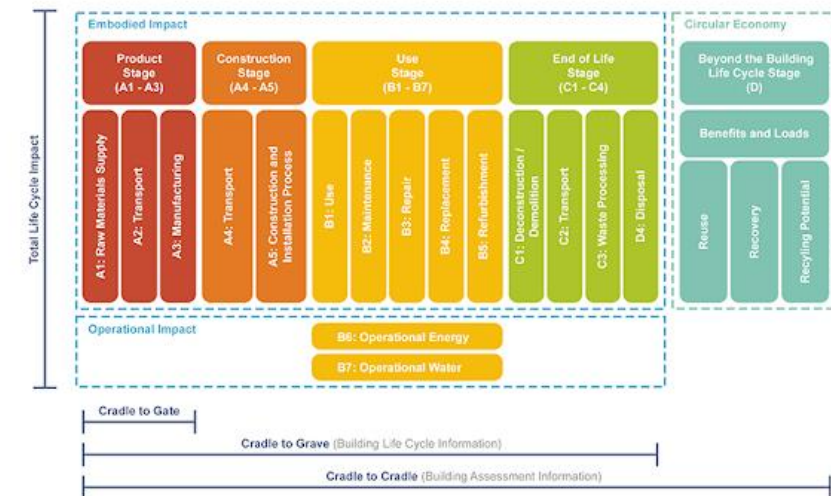 Embodied Impact
Circular Economy
Product
Stage
(A1 - A3)
Construction
Stage
(A4 - A5)
Use
Stage
(B1 - B7)
End of Life
Stage
(C1 - C4)
Beyond the Building
Life Cycle Stage
(D)
Total Life Cycle Impact
A1: Raw Materials Supply
A2: Transport
A3: Manufacturing
A4: Transport
A5: Construction and
Installation Process
B1: Use
B2: Maintenance
B3: Repair
B4: Replacement
B5: Refurbishment
C1: Deconstruction /
Demolition
C2: Transport
C3: Waste Processing
D4: Disposal
Benefits and Loads
Reuse
Recovery
Recyling Potential
Operational Impact
B6: Operational Energy
B7: Operational Water
Cradle to Gate
Cradle to Grave (Building Life Cycle Information)
Cradle to Cradle (Building Assessment Information)